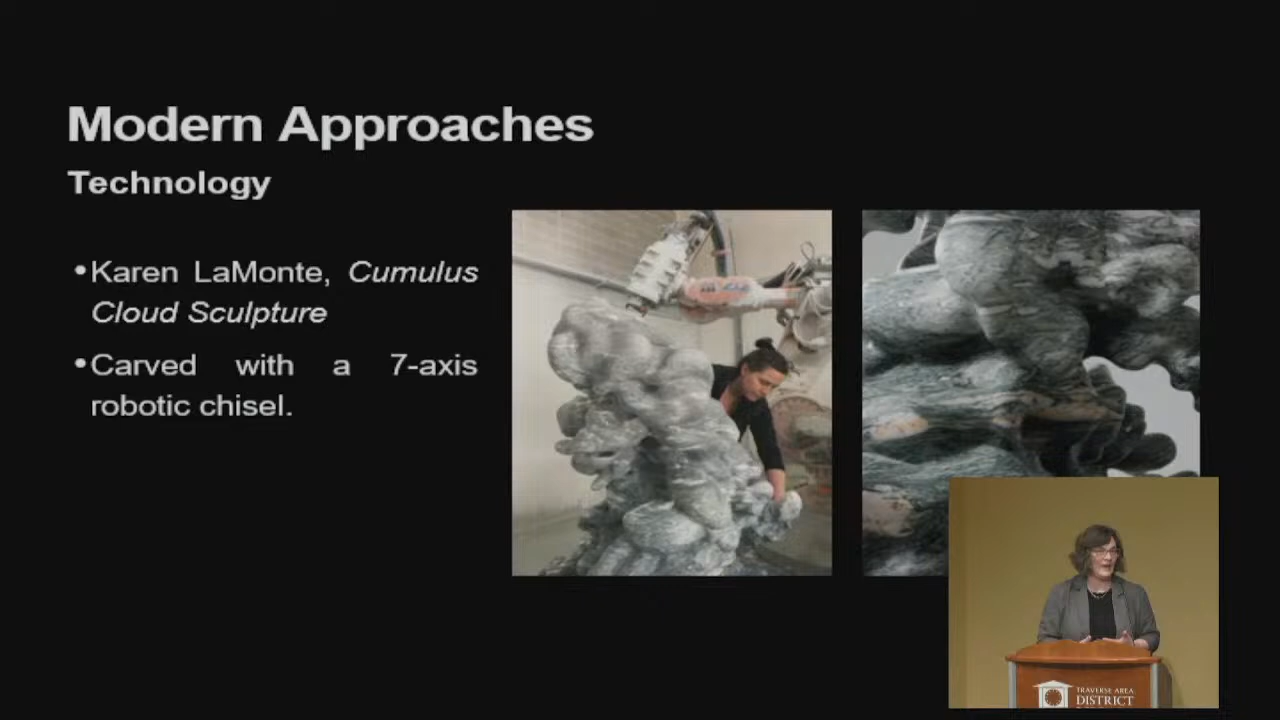 Modern Approaches
Technology
•Karen LaMonte, Cumulus
Cloud Sculpture
•Carved with a 7-axis
robotic chisel.
TRAVERSE AREA
DISTRICT